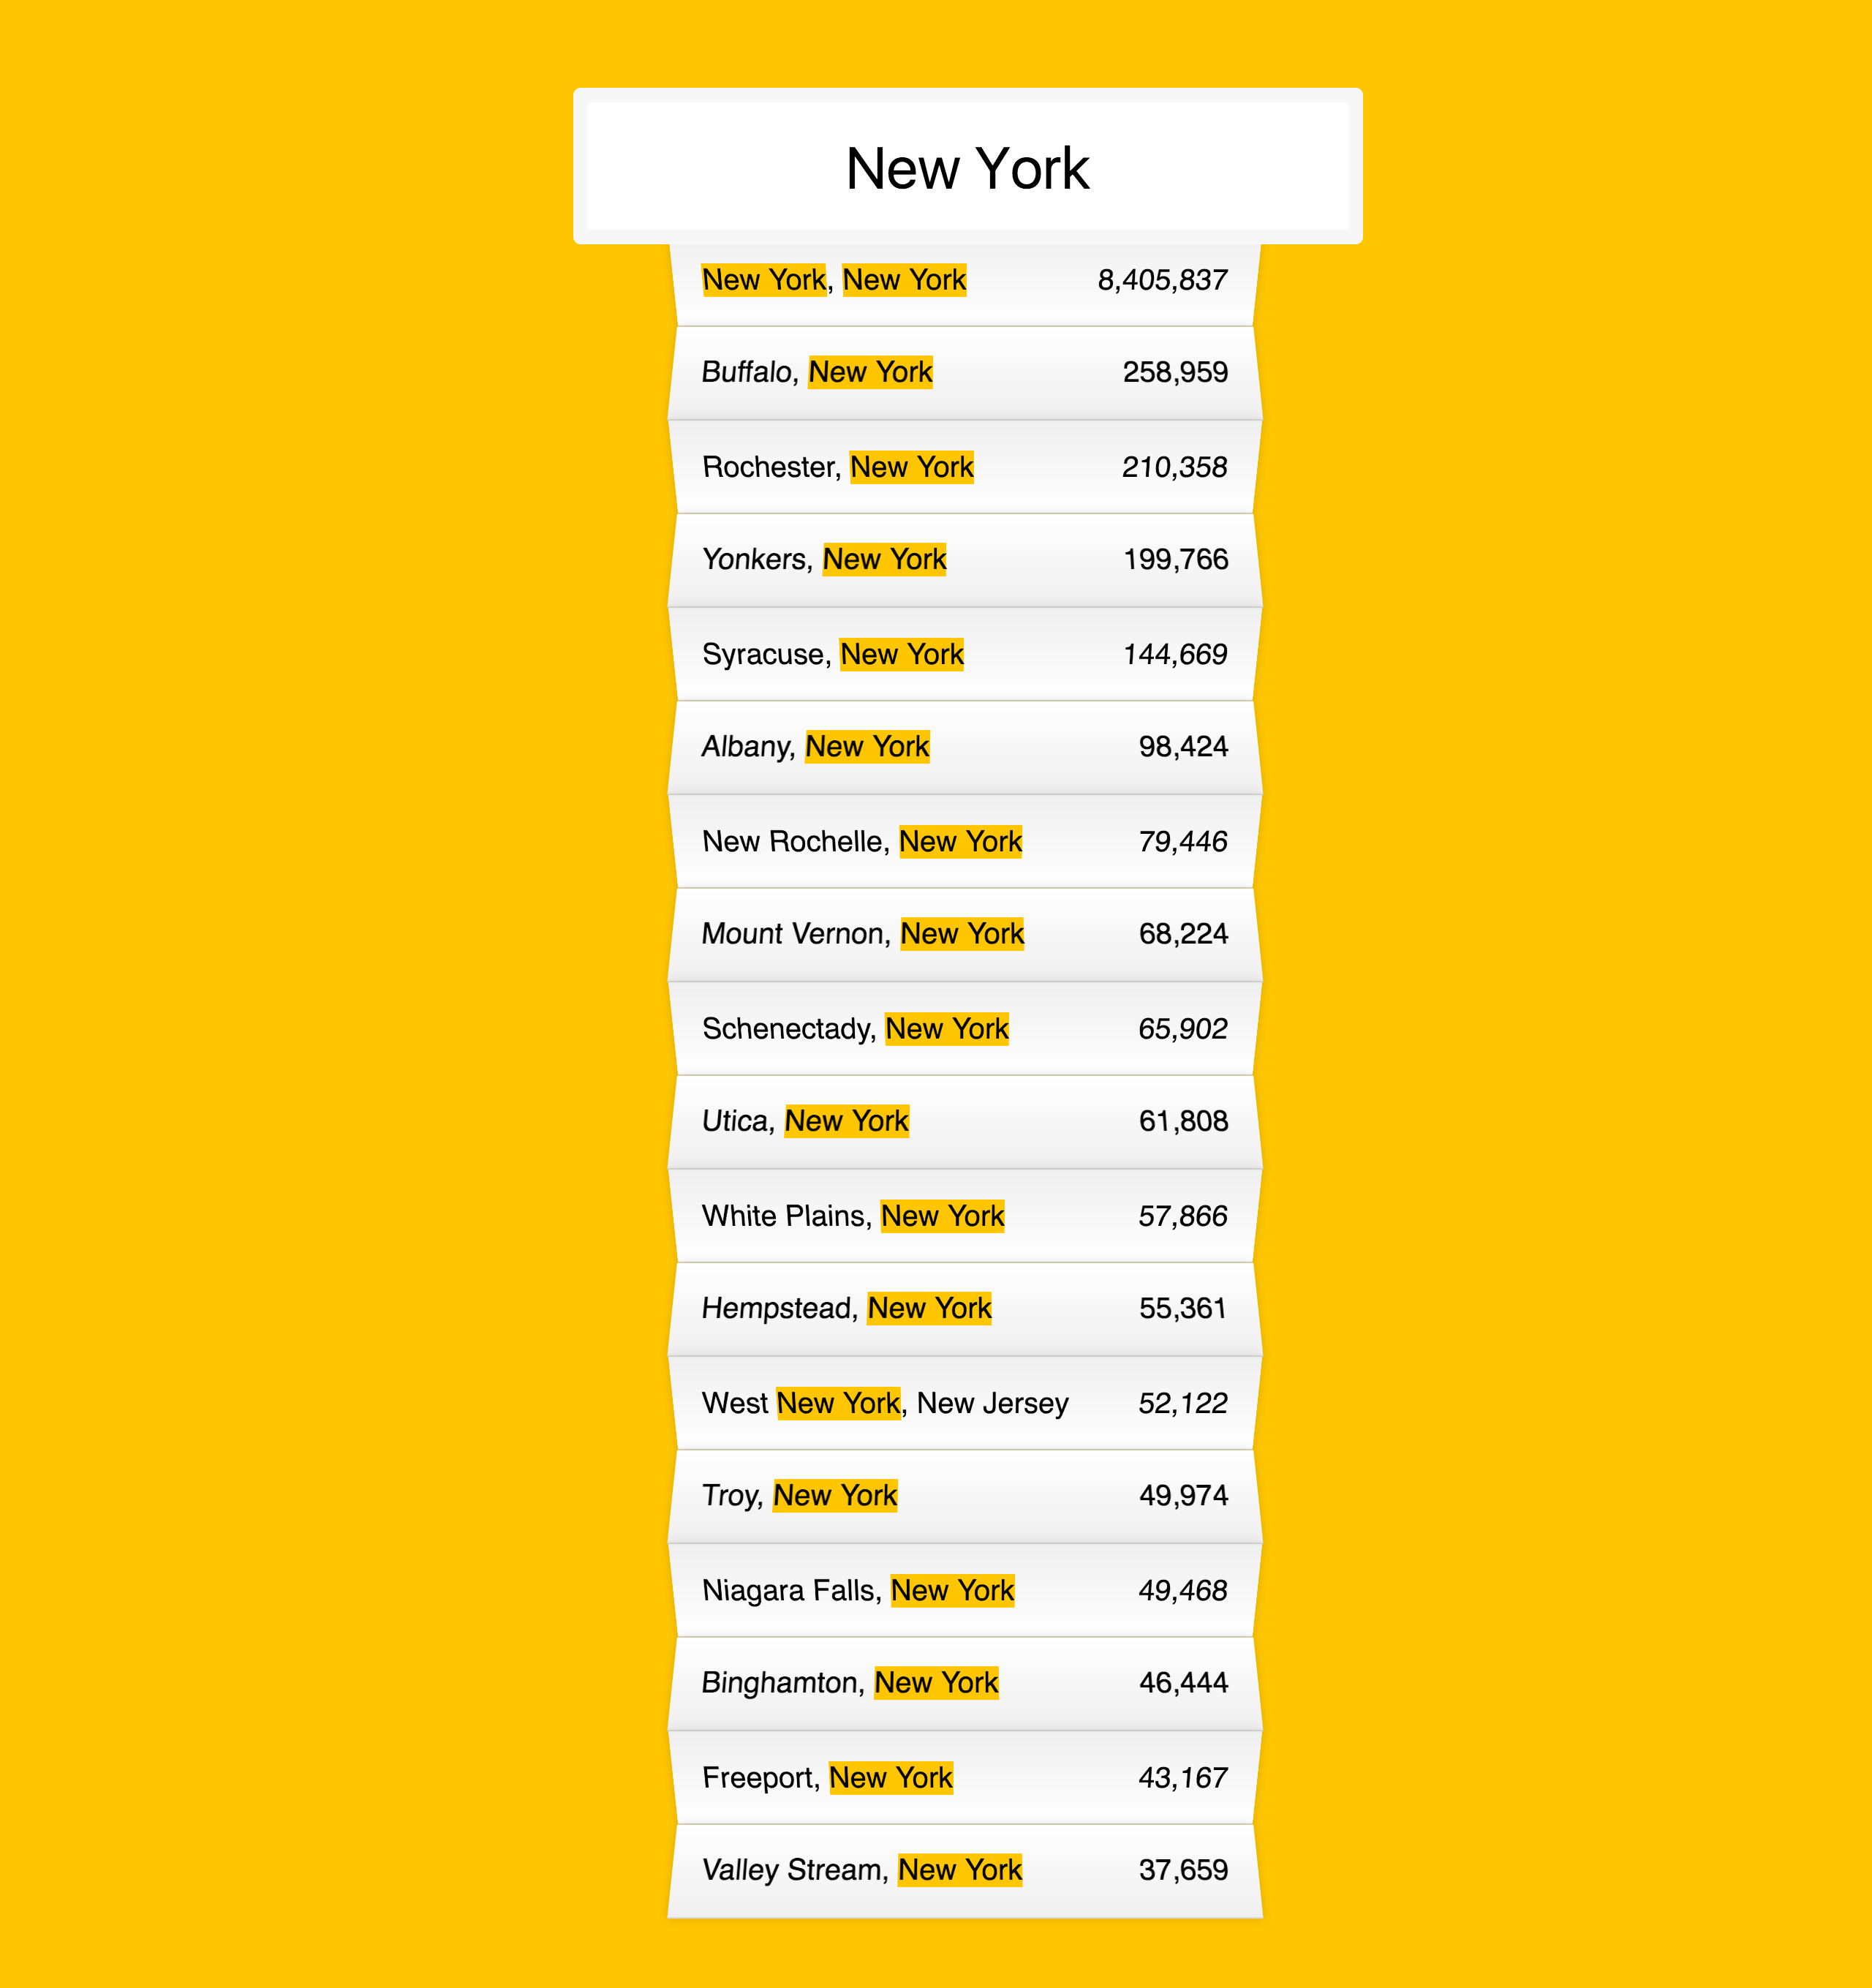 New York
New York, New York 8,405,837
Buffalo, New York 258,959
Rochester, New York 210,358
Yonkers, New York 199,766
Syracuse, New York 144,669
Albany, New York 98,424
New Rochelle, New York 79,446
Mount Vernon, New York 68,224
Schenectady, New York 65,902
Utica, New York 61,808
White Plains, New York 57,866
Hempstead, New York 55,361
West New York, New Jersey 52,122
Troy, New York 49,974
Niagara Falls, New York 49,468
Binghamton, New York 46,444
Freeport, New York 43,167
Valley Stream, New York 37,659